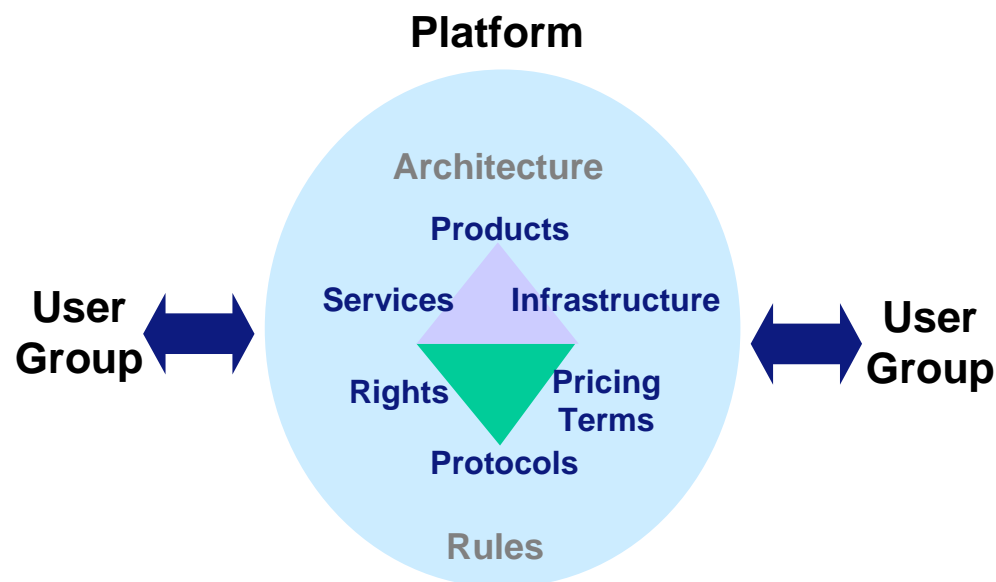 Platform
Architecture
Products
Services
Infrastructure
User
Group
User
Group
Rights
Pricing
Terms
Protocols
Rules